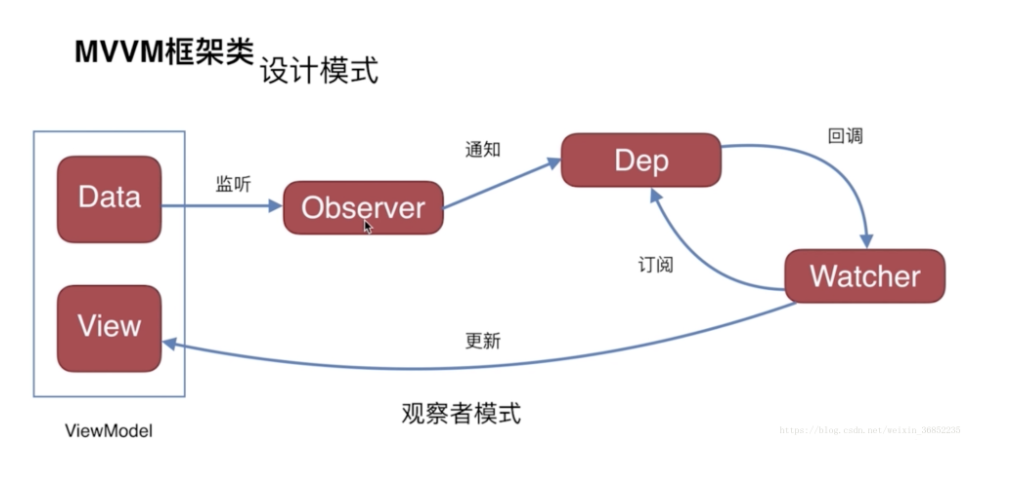 MVVM框架类
设计模式
回调
通知
Dep
监听
Data
Observer
订阅
Watcher
View
更新
观察者模式
ViewModel
https://blog.csdn.net/weixin_36852235